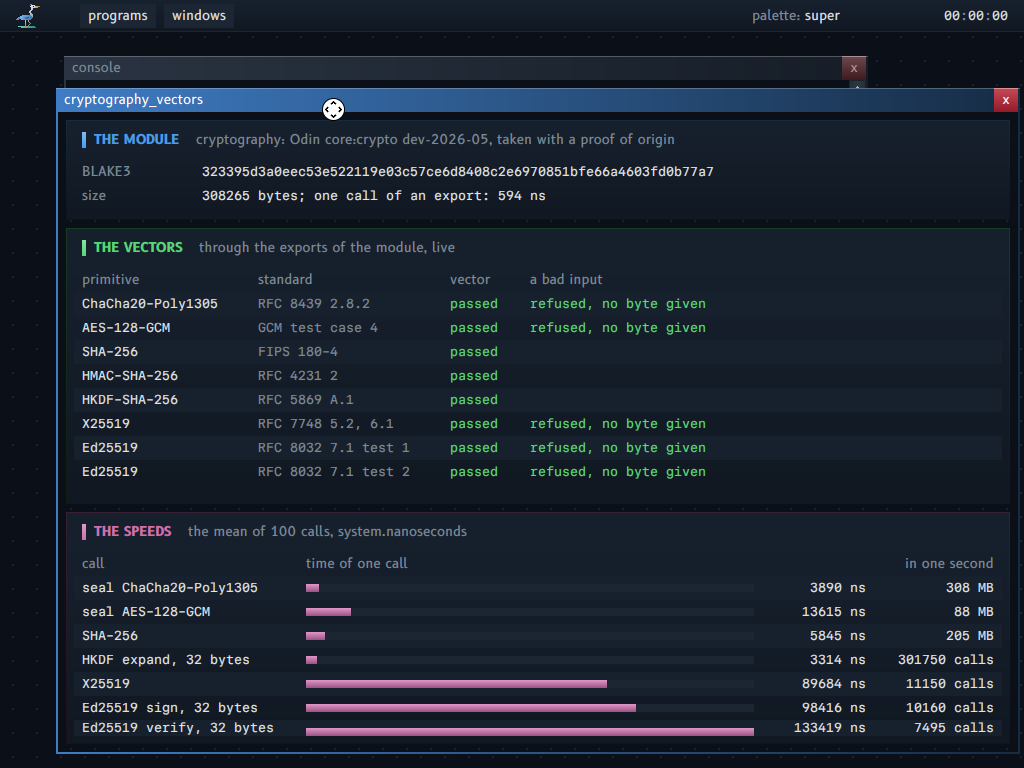 programs windows palette: super 00:00:00
console x
cryptography_vectors x
THE MODULE cryptography: Odin core:crypto dev-2026-05, taken with a proof of origin
BLAKE3 323395d3a0eec53e522119e03c57ce6d8408c2e6970851bfe66a4603fd0b77a7
size 308265 bytes; one call of an export: 594 ns
THE VECTORS through the exports of the module, live
primitive standard vector a bad input
ChaCha20-Poly1305 RFC 8439 2.8.2 passed refused, no byte given
AES-128-GCM GCM test case 4 passed refused, no byte given
SHA-256 FIPS 180-4 passed
HMAC-SHA-256 RFC 4231 2 passed
HKDF-SHA-256 RFC 5869 A.1 passed
X25519 RFC 7748 5.2, 6.1 passed refused, no byte given
Ed25519 RFC 8032 7.1 test 1 passed refused, no byte given
Ed25519 RFC 8032 7.1 test 2 passed refused, no byte given
THE SPEEDS the mean of 100 calls, system.nanoseconds
call time of one call in one second
seal ChaCha20-Poly1305 3890 ns 308 MB
seal AES-128-GCM 13615 ns 88 MB
SHA-256 5845 ns 205 MB
HKDF expand, 32 bytes 3314 ns 301750 calls
X25519 89684 ns 11150 calls
Ed25519 sign, 32 bytes 98416 ns 10160 calls
Ed25519 verify, 32 bytes 133419 ns 7495 calls